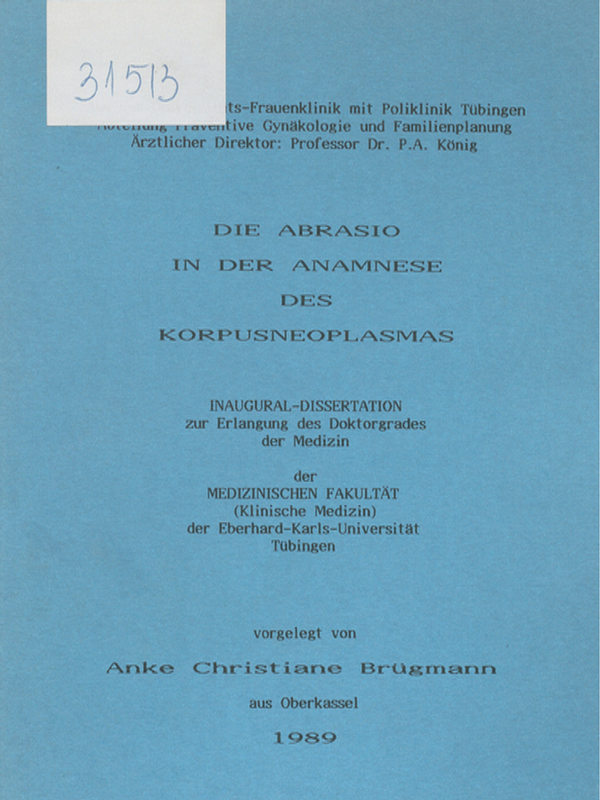 31513
ts-Frauenklinik mit Poliklinik Tübingen
Abteilung Präventive Gynäkologie und Familienplanung
Ärztlicher Direktor: Professor Dr. P.A. König
DIE ABRASIO
IN DER ANAMNESE
DES
KORPUSNEOPLASMAS
INAUGURAL-DISSERTATION
zur Erlangung des Doktorgrades
der Medizin
der
MEDIZINISCHEN FAKULTÄT
(Klinische Medizin)
der Eberhard-Karls-Universität
Tübingen
vorgelegt von
Anke Christiane Brügmann
aus Oberkassel
1989